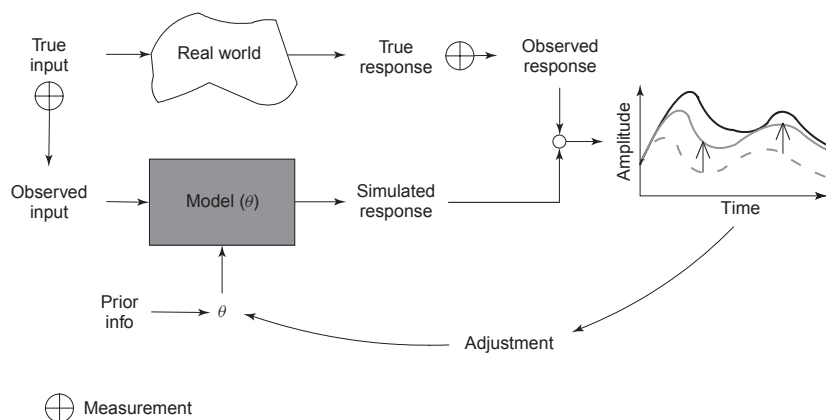 True
input
Real world
True
response
Observed
response
Amplitude
Time
Observed
input
Model (θ)
Simulated
response
Prior
info
θ
Adjustment
Measurement